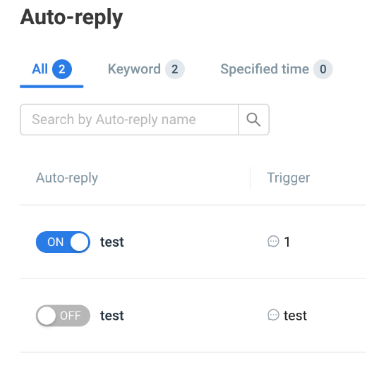 Auto-reply
All 2 Keyword 2 Specified time 0
Search by Auto-reply name
Auto-reply Trigger
ON test 1
OFF test test